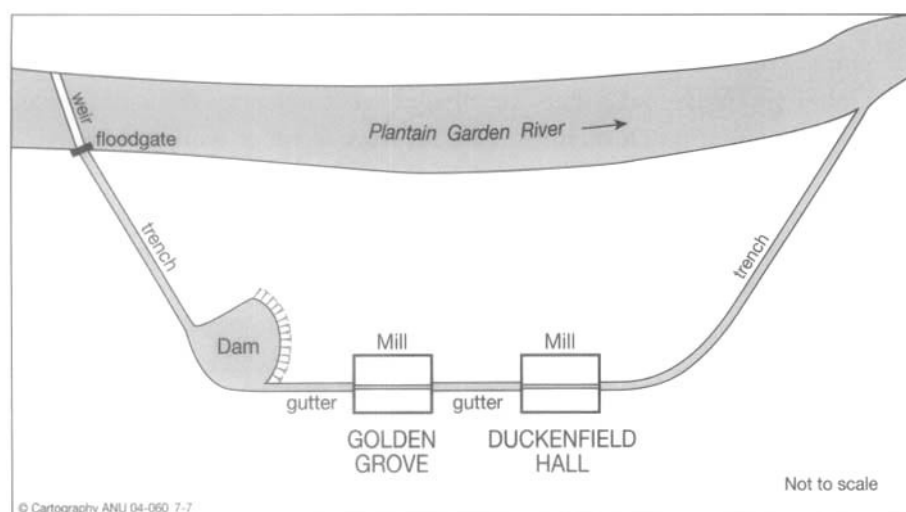 weir
floodgate
Plantain Garden River
trench
trench
Dam
Mill
Mill
gutter
gutter
GOLDEN
GROVE
DUCKENFIELD
HALL
Not to scale
© Cartography ANU 04-060 7-7